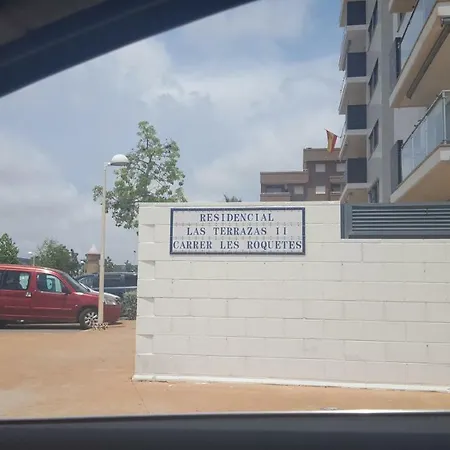 RESIDENCIAL
LAS TERRAZAS II
CARRER LES ROQUETES